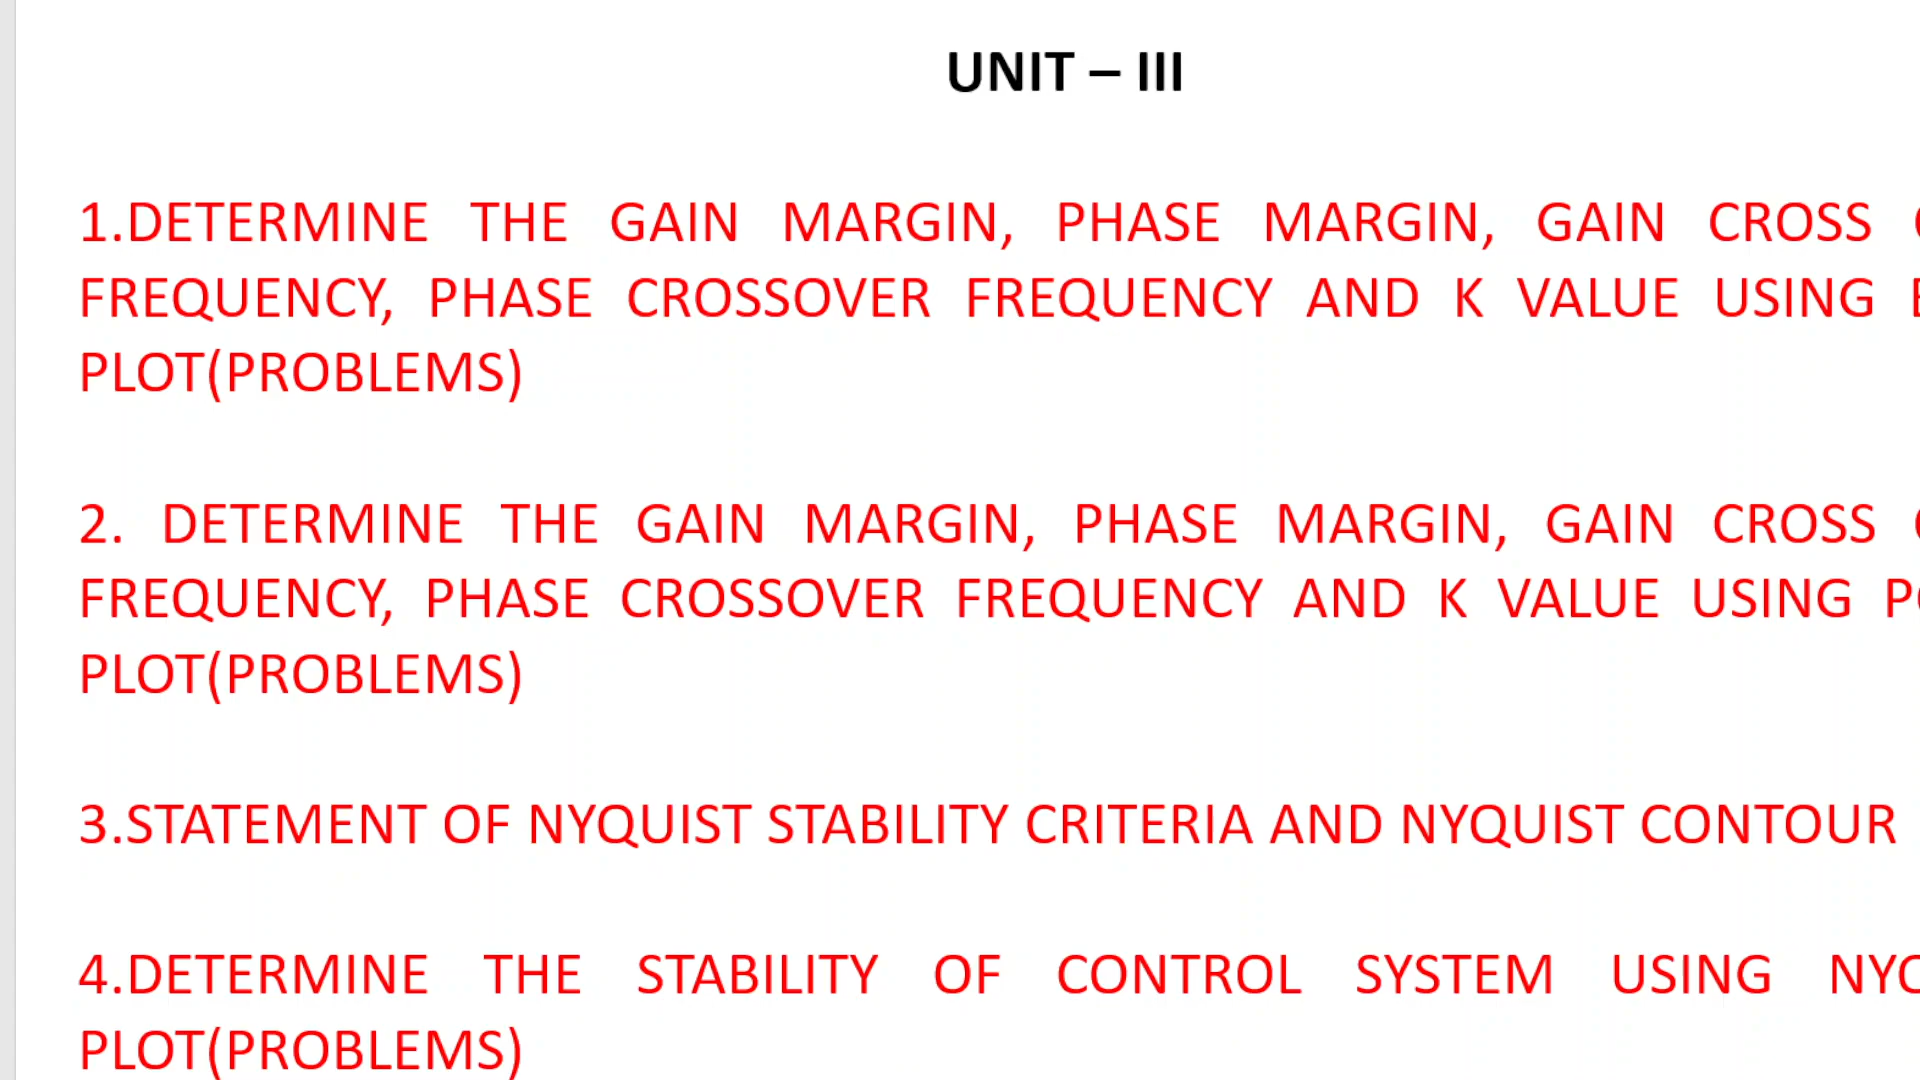 UNIT – III
1.DETERMINE THE GAIN MARGIN, PHASE MARGIN, GAIN CROSS
FREQUENCY, PHASE CROSSOVER FREQUENCY AND K VALUE USING
PLOT(PROBLEMS)
2. DETERMINE THE GAIN MARGIN, PHASE MARGIN, GAIN CROSS
FREQUENCY, PHASE CROSSOVER FREQUENCY AND K VALUE USING
PLOT(PROBLEMS)
3.STATEMENT OF NYQUIST STABILITY CRITERIA AND NYQUIST CONTOUR
4.DETERMINE THE STABILITY OF CONTROL SYSTEM USING
PLOT(PROBLEMS)